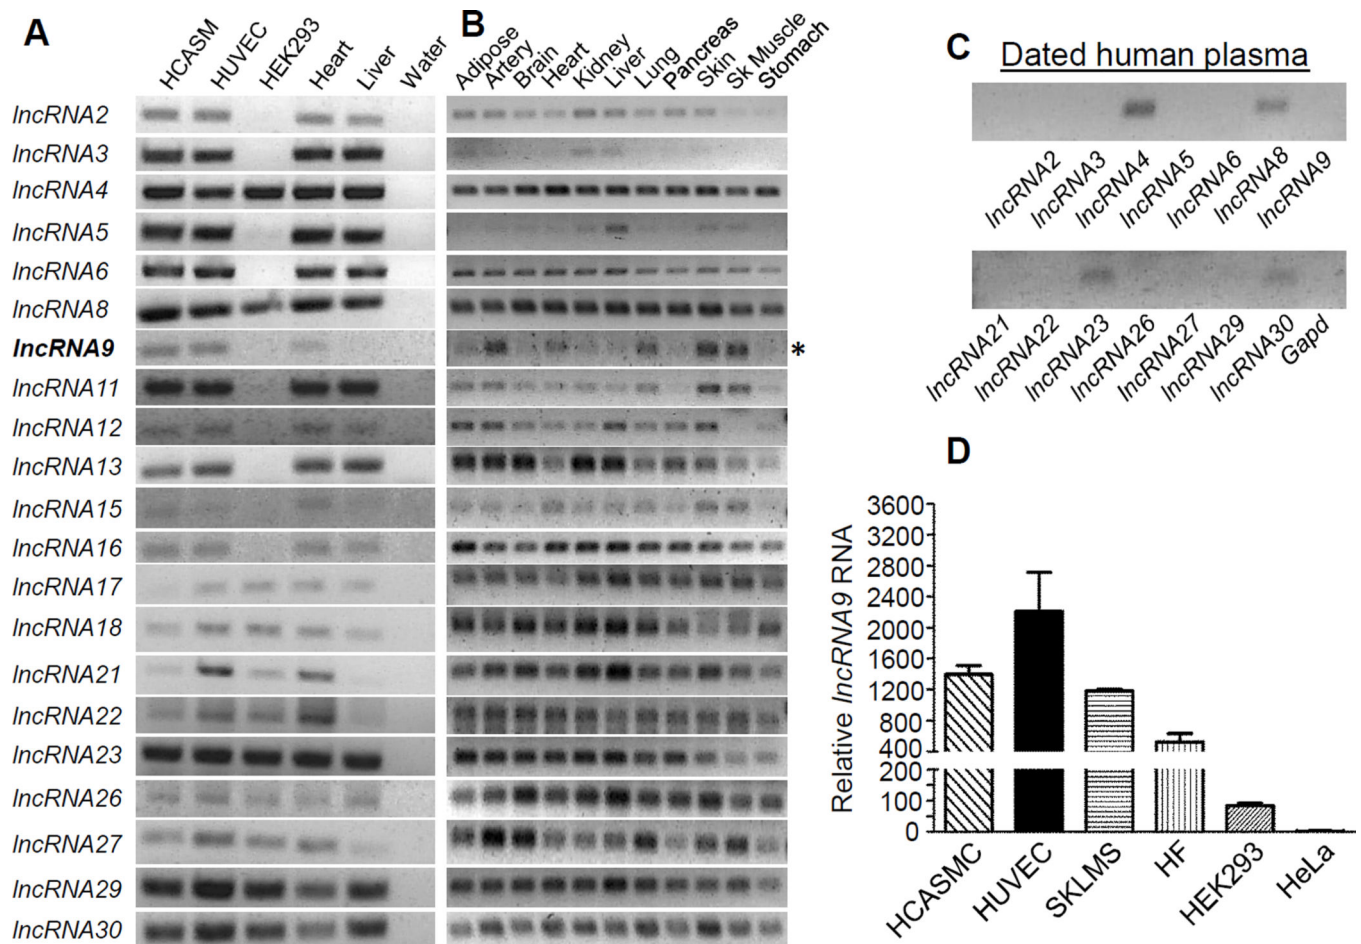 A
HCASM
HUVEC
HEK293
Heart
Liver
Water
lncRNA2
lncRNA3
lncRNA4
lncRNA5
lncRNA6
lncRNA8
lncRNA9
lncRNA11
lncRNA12
lncRNA13
lncRNA15
lncRNA16
lncRNA17
lncRNA18
lncRNA21
lncRNA22
lncRNA23
lncRNA26
lncRNA27
lncRNA29
lncRNA30
B
Adipose
Artery
Brain
Heart
Kidney
Liver
Lung
Pancreas
Skin
Sk Muscle
Stomach
*
C
Dated human plasma
lncRNA2
lncRNA3
lncRNA4
lncRNA5
lncRNA6
lncRNA8
lncRNA9
lncRNA21
lncRNA22
lncRNA23
lncRNA26
lncRNA27
lncRNA29
lncRNA30
Gapd
D
Relative lncRNA9 RNA
3600
3200
2800
2400
2000
1600
1200
800
400
200
100
0
HCASMC
HUVEC
SKLMS
HF
HEK293
HeLa